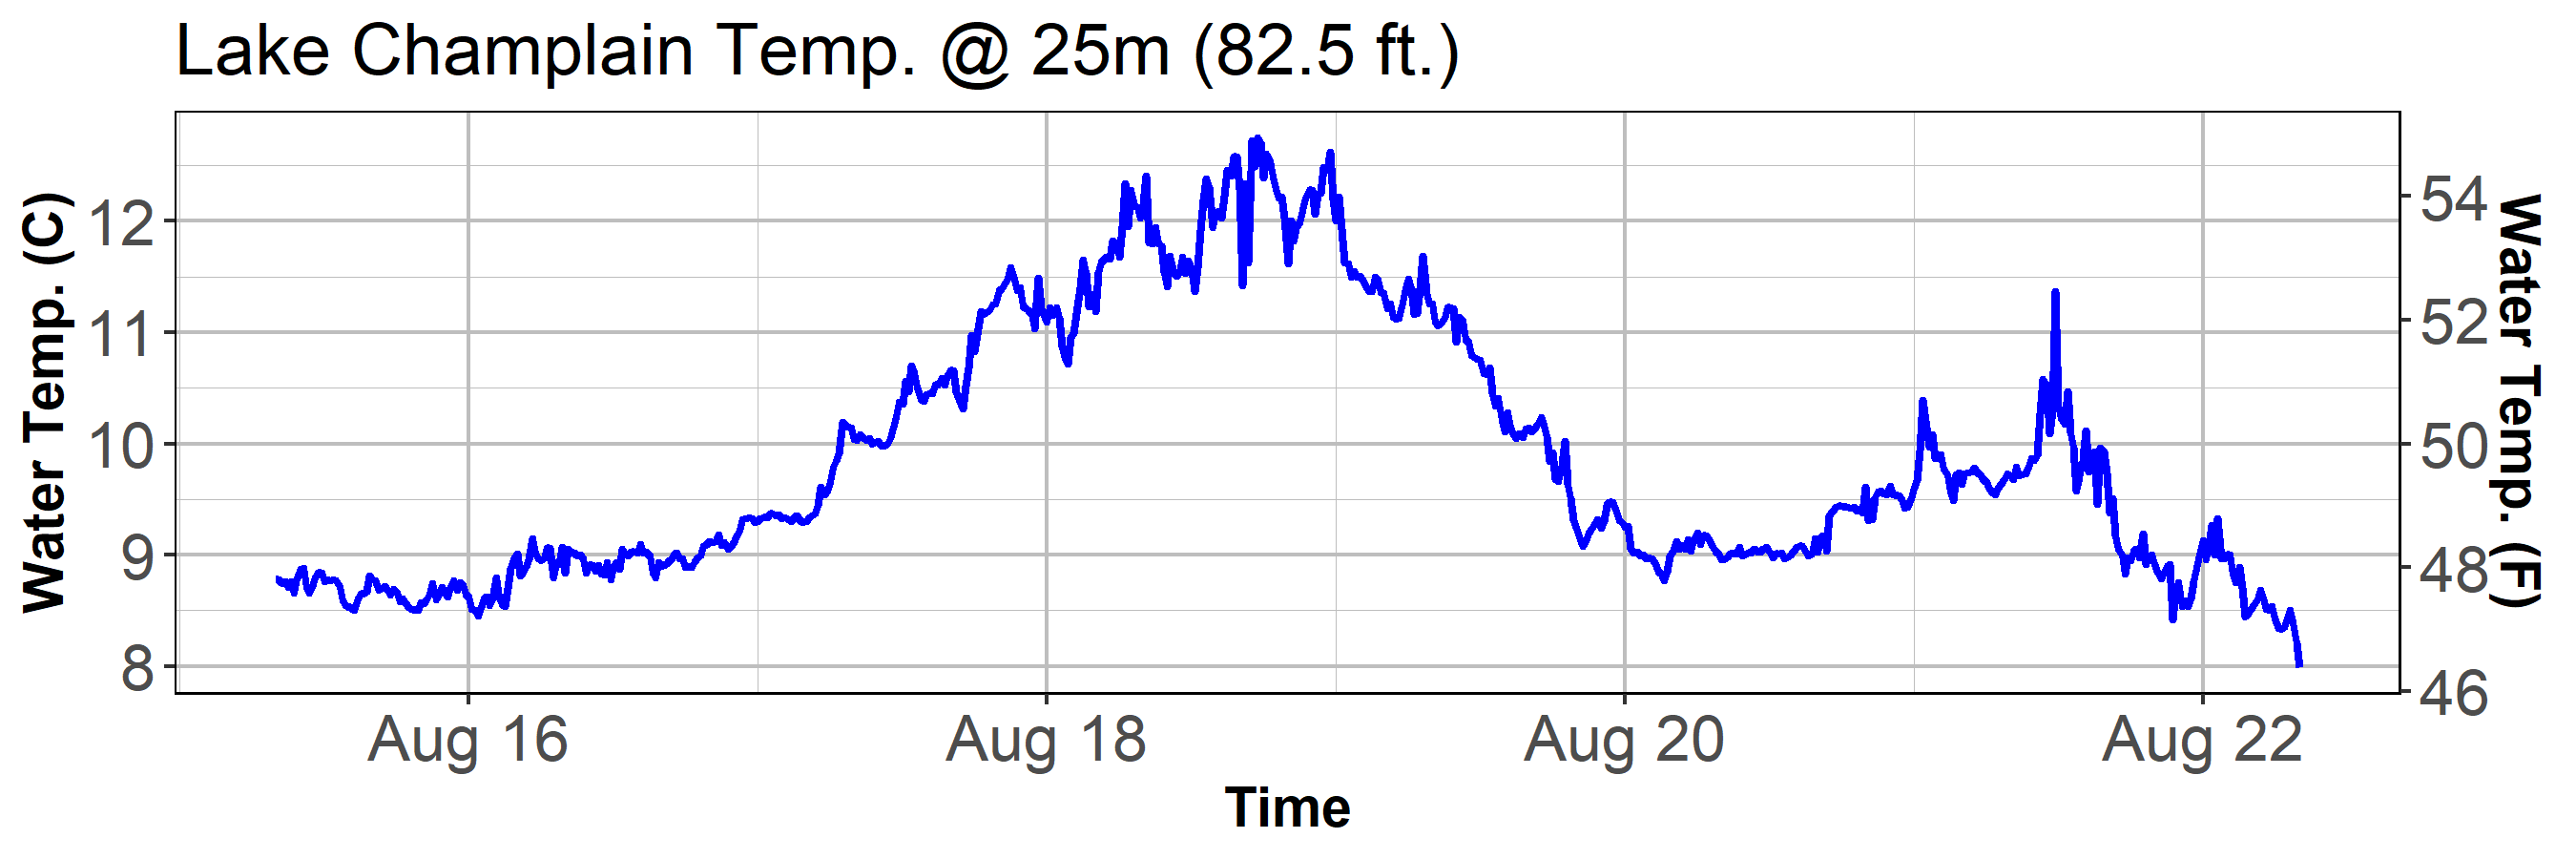 Lake Champlain Temp. @ 25m (82.5 ft.)
Water Temp. (C)
12
11
10
9
8
54
52
50
48
46
Water Temp. (F)
Aug 16
Aug 18
Aug 20
Aug 22
Time